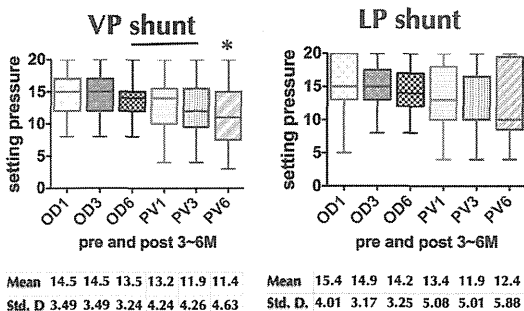 VP shunt
*
setting pressure
20
15
10
5
0
OD1 OD3 OD6 PV1 PV3 PV6
pre and post 3~6M
Mean 14.5 14.5 13.5 13.2 11.9 11.4
Std. D 3.49 3.49 3.24 4.24 4.26 4.63
LP shunt
setting pressure
20
15
10
5
0
OD1 OD3 OD6 PV1 PV3 PV6
pre and post 3~6M
Mean 15.4 14.9 14.2 13.4 11.9 12.4
Std. D. 4.01 3.17 3.25 5.08 5.01 5.88